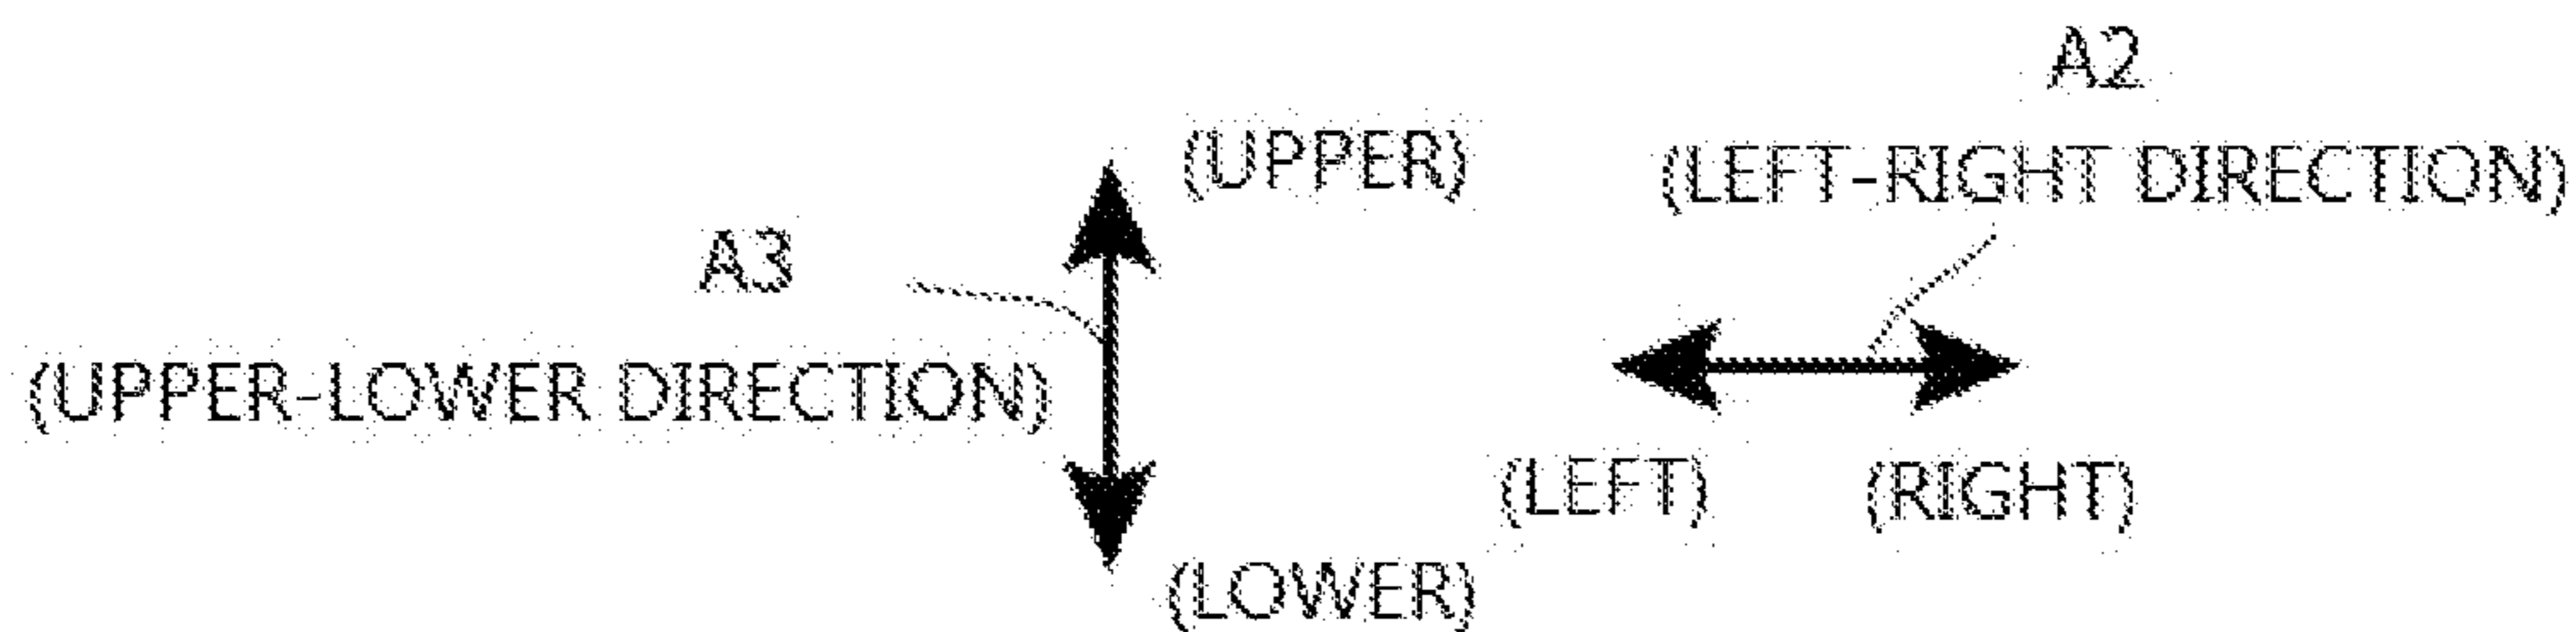 A2
(UPPER)
(LEFT-RIGHT DIRECTION)
A3
(UPPER-LOWER DIRECTION)
(LEFT)
(RIGHT)
(LOWER)